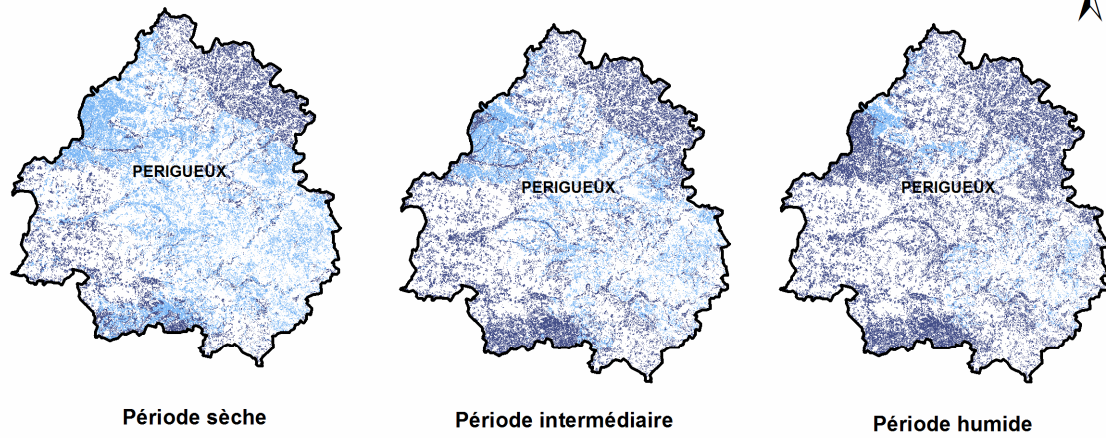 PERIGUEUX
PERIGUEUX
PERIGUEUX
Période sèche
Période intermédiaire
Période humide